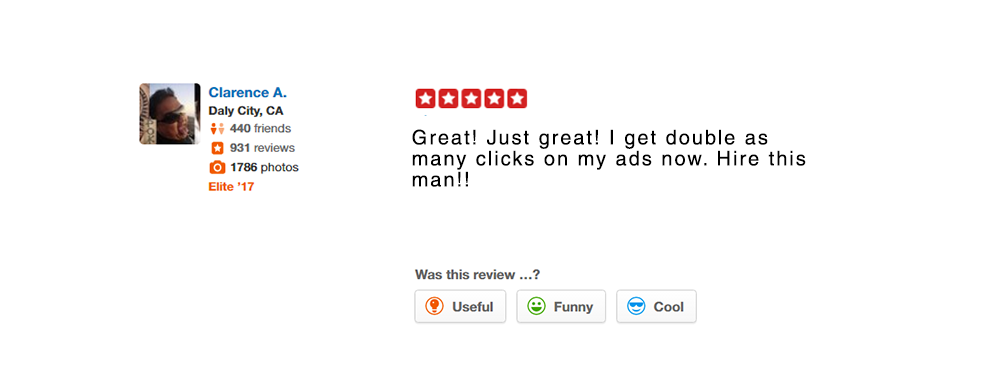 Clarence A.
Daly City, CA
440 friends
931 reviews
1786 photos
Elite '17
Great! Just great! I get double as
many clicks on my ads now. Hire this
man!!
Was this review ...?
Useful
Funny
Cool